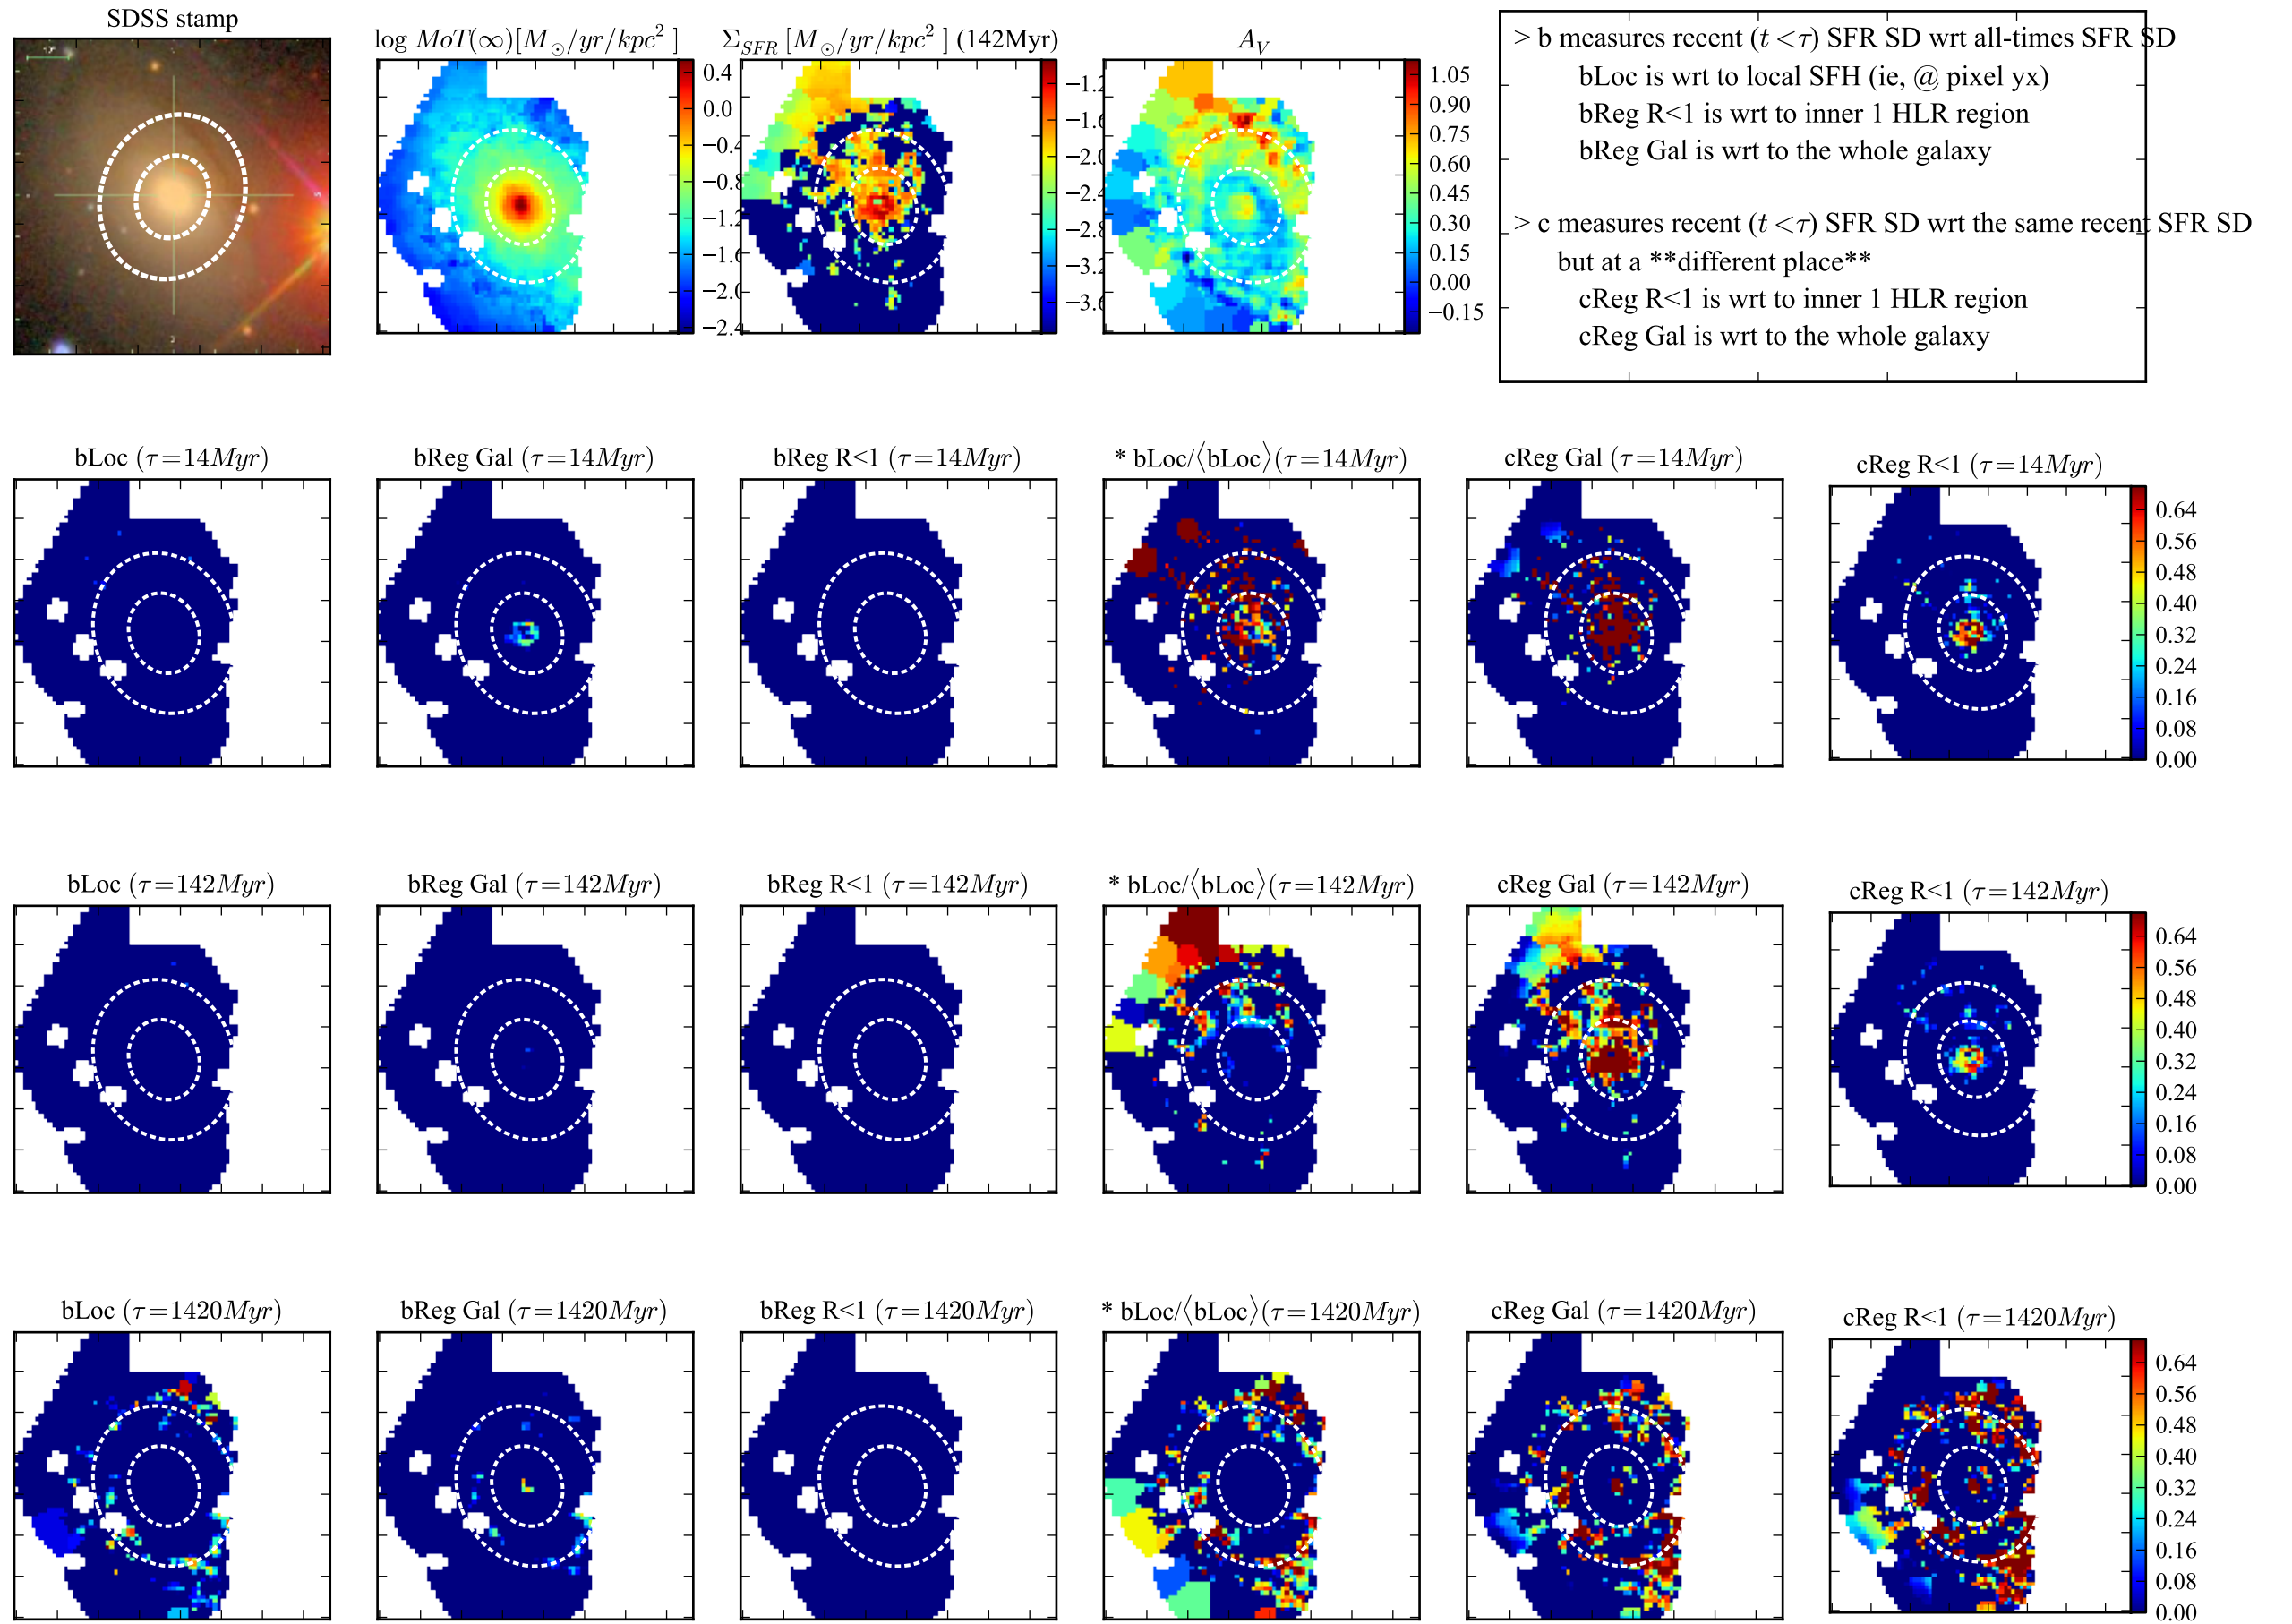 SDSS stamp
log MoT(∞)[M⊙/yr/kpc² ]
Σ_SFR [M⊙/yr/kpc² ] (142Myr)
A_V
0.4
0.0
−0.4
−0.8
−1.2
−1.6
−2.0
−2.4
−1.2
−1.6
−2.0
−2.4
−2.8
−3.2
−3.6
1.05
0.90
0.75
0.60
0.45
0.30
0.15
0.00
−0.15
> b measures recent (t <τ) SFR SD wrt all-times SFR SD
bLoc is wrt to local SFH (ie, @ pixel yx)
bReg R<1 is wrt to inner 1 HLR region
bReg Gal is wrt to the whole galaxy
> c measures recent (t <τ) SFR SD wrt the same recent SFR SD
but at a **different place**
cReg R<1 is wrt to inner 1 HLR region
cReg Gal is wrt to the whole galaxy
bLoc (τ=14Myr)
bReg Gal (τ=14Myr)
bReg R<1 (τ=14Myr)
* bLoc/⟨bLoc⟩(τ=14Myr)
cReg Gal (τ=14Myr)
cReg R<1 (τ=14Myr)
0.64
0.56
0.48
0.40
0.32
0.24
0.16
0.08
0.00
bLoc (τ=142Myr)
bReg Gal (τ=142Myr)
bReg R<1 (τ=142Myr)
* bLoc/⟨bLoc⟩(τ=142Myr)
cReg Gal (τ=142Myr)
cReg R<1 (τ=142Myr)
0.64
0.56
0.48
0.40
0.32
0.24
0.16
0.08
0.00
bLoc (τ=1420Myr)
bReg Gal (τ=1420Myr)
bReg R<1 (τ=1420Myr)
* bLoc/⟨bLoc⟩(τ=1420Myr)
cReg Gal (τ=1420Myr)
cReg R<1 (τ=1420Myr)
0.64
0.56
0.48
0.40
0.32
0.24
0.16
0.08
0.00